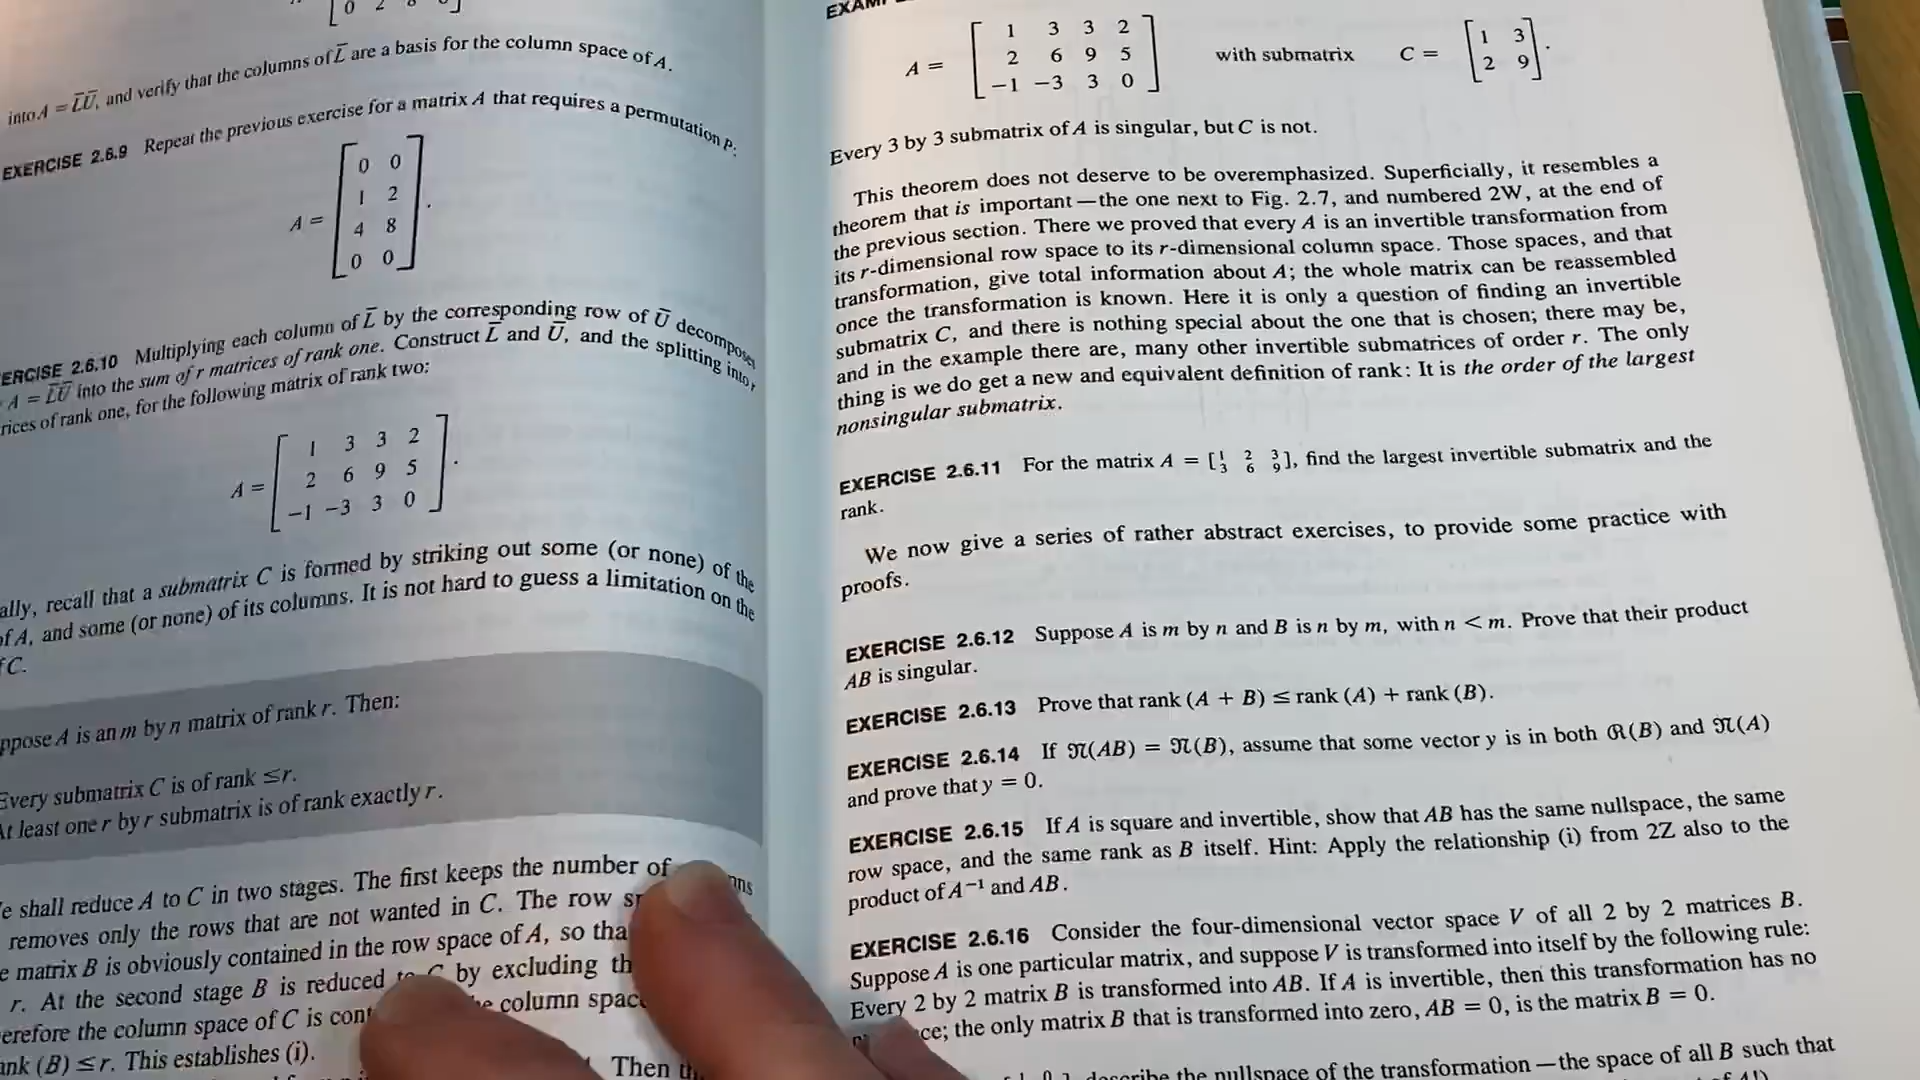 0 2
into A = L̄Ū, and verify that the columns of L̄ are a basis for the column space of A.
EXERCISE 2.6.9 Repeat the previous exercise for a matrix A that requires a permutation P:
0 0
1 2
A =
4 8
0 0
ERCISE 2.6.10 Multiplying each column of L̄ by the corresponding row of Ū decomposes
A = L̄Ū into the sum of r matrices of rank one. Construct L̄ and Ū, and the splitting into r
rices of rank one, for the following matrix of rank two:
1 3 3 2
A = 2 6 9 5 .
−1 −3 3 0
ally, recall that a submatrix C is formed by striking out some (or none) of the
of A, and some (or none) of its columns. It is not hard to guess a limitation on the
f C.
ppose A is an m by n matrix of rank r. Then:
Every submatrix C is of rank ≤ r.
At least one r by r submatrix is of rank exactly r.
e shall reduce A to C in two stages. The first keeps the number of
removes only the rows that are not wanted in C. The row
e matrix B is obviously contained in the row space of A, so
r. At the second stage B is reduced to C by excluding
erefore the column space of C is column
ank (B) ≤ r. This establishes (i).
Then
1 3 3 2
A = 2 6 9 5 with submatrix C = 1 3
−1 −3 3 0 2 9 .
Every 3 by 3 submatrix of A is singular, but C is not.
This theorem does not deserve to be overemphasized. Superficially, it resembles a
theorem that is important—the one next to Fig. 2.7, and numbered 2W, at the end of
the previous section. There we proved that every A is an invertible transformation from
its r-dimensional row space to its r-dimensional column space. Those spaces, and that
transformation, give total information about A; the whole matrix can be reassembled
once the transformation is known. Here it is only a question of finding an invertible
submatrix C, and there is nothing special about the one that is chosen; there may be,
and in the example there are, many other invertible submatrices of order r. The only
thing is we do get a new and equivalent definition of rank: It is the order of the largest
nonsingular submatrix.
EXERCISE 2.6.11 For the matrix A = [1 2 3; 3 6 9], find the largest invertible submatrix and the
rank.
We now give a series of rather abstract exercises, to provide some practice with
proofs.
EXERCISE 2.6.12 Suppose A is m by n and B is n by m, with n < m. Prove that their product
AB is singular.
EXERCISE 2.6.13 Prove that rank (A + B) ≤ rank (A) + rank (B).
EXERCISE 2.6.14 If 𝔑(AB) = 𝔑(B), assume that some vector y is in both ℛ(B) and 𝔑(A)
and prove that y = 0.
EXERCISE 2.6.15 If A is square and invertible, show that AB has the same nullspace, the same
row space, and the same rank as B itself. Hint: Apply the relationship (i) from 2Z also to the
product of A⁻¹ and AB.
EXERCISE 2.6.16 Consider the four-dimensional vector space V of all 2 by 2 matrices B.
Suppose A is one particular matrix, and suppose V is transformed into itself by the following rule:
Every 2 by 2 matrix B is transformed into AB. If A is invertible, then this transformation has no
the only matrix B that is transformed into zero, AB = 0, is the matrix B = 0.
describe the nullspace of the transformation—the space of all B such that